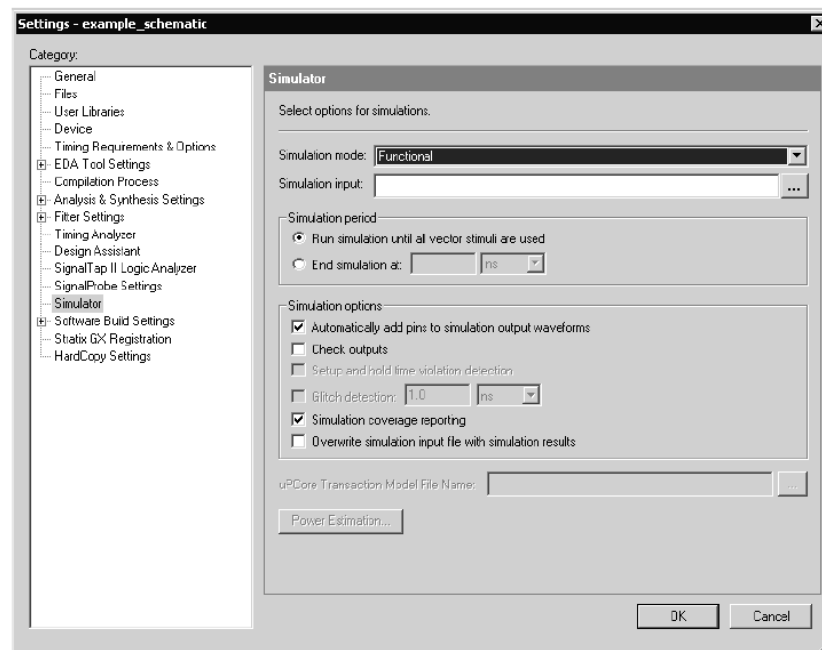 Settings - example_schematic
Category:
General
Files
User Libraries
Device
Timing Requirements & Options
EDA Tool Settings
Compilation Process
Analysis & Synthesis Settings
Fitter Settings
Timing Analyzer
Design Assistant
SignalTap II Logic Analyzer
SignalProbe Settings
Simulator
Software Build Settings
Stratix GX Registration
HardCopy Settings
Simulator
Select options for simulations.
Simulation mode: Functional
Simulation input: ...
Simulation period
Run simulation until all vector stimuli are used
End simulation at: ns
Simulation options
Automatically add pins to simulation output waveforms
Check outputs
Setup and hold time violation detection
Glitch detection: 1.0 ns
Simulation coverage reporting
Overwrite simulation input file with simulation results
uPCore Transaction Model File Name: ...
Power Estimation...
OK Cancel